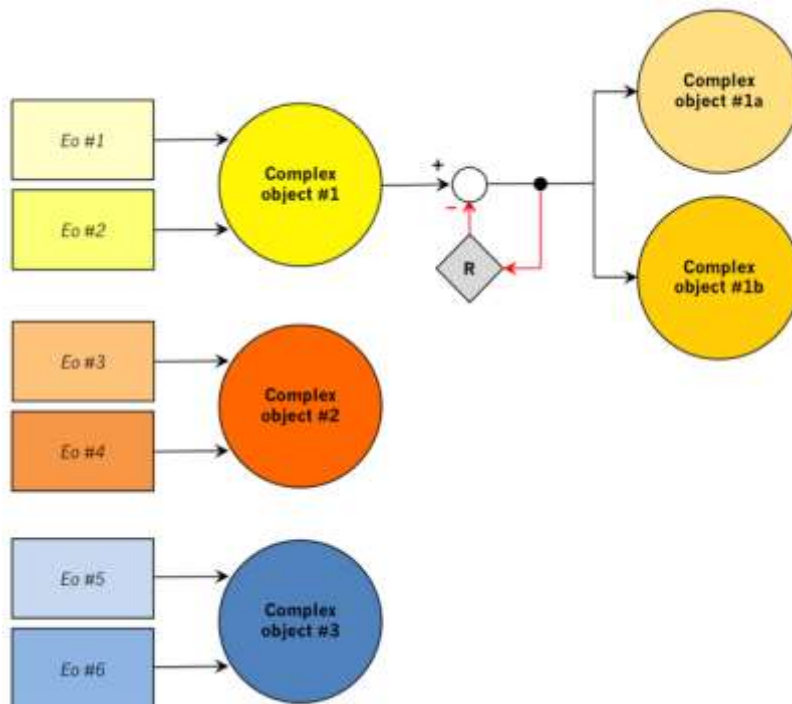 Complex
object #1a
Eo #1
Complex
object #1
+
Eo #2
−
R
Complex
object #1b
Eo #3
Complex
object #2
Eo #4
Eo #5
Complex
object #3
Eo #6